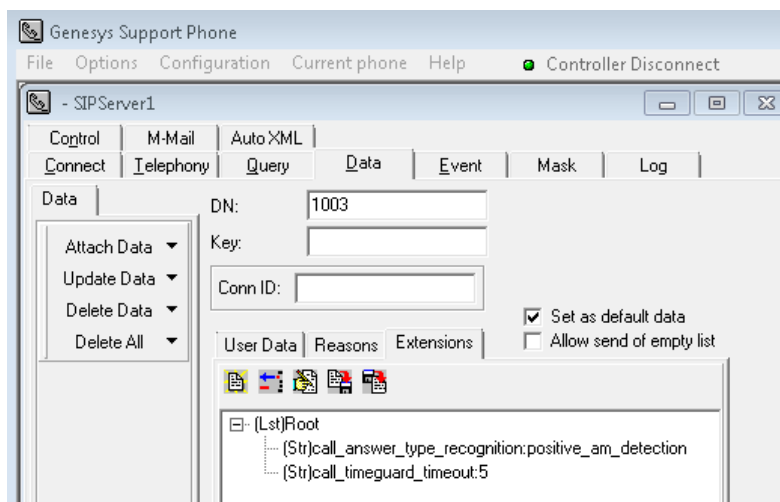 Genesys Support Phone
File Options Configuration Current phone Help Controller Disconnect
- SIPServer1
Control M-Mail Auto XML
Connect Telephony Query Data Event Mask Log
Data
DN: 1003
Key:
Attach Data
Update Data
Conn ID:
Delete Data
Set as default data
Delete All
Allow send of empty list
User Data Reasons Extensions
(Lst)Root
(Str)call_answer_type_recognition:positive_am_detection
(Str)call_timeguard_timeout:5